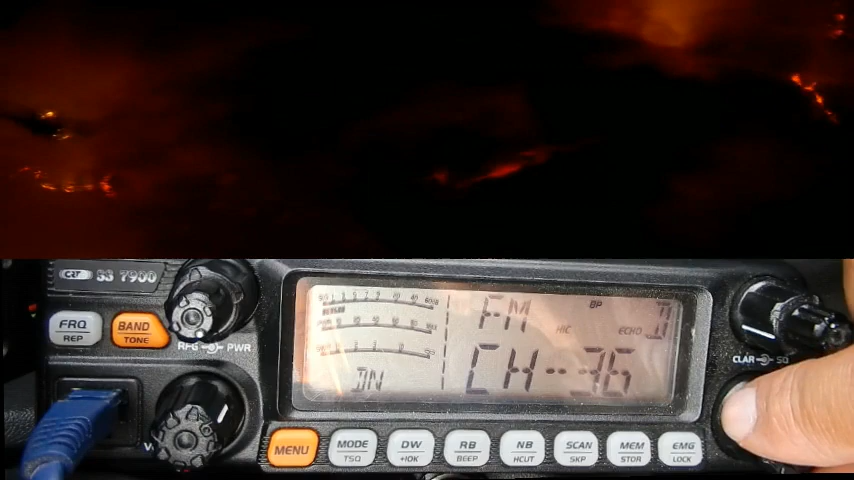 CRT SS 7900
FRQ
REP
BAND
TONE
RFG PWR
FM
BP
HIC
ECHO
CH--36
CLAR SQ
MENU
MODE
TSQ
DW
+10K
RB
BEEP
NB
HCUT
SCAN
SKP
MEM
STOR
EMG
LOCK